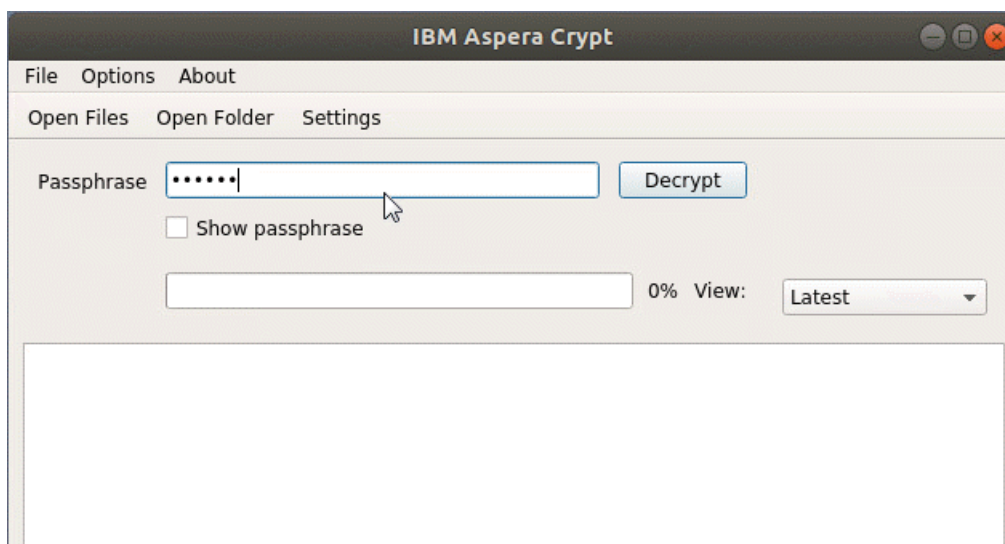 IBM Aspera Crypt
File Options About
Open Files Open Folder Settings
Passphrase •••••• Decrypt
Show passphrase
0% View: Latest